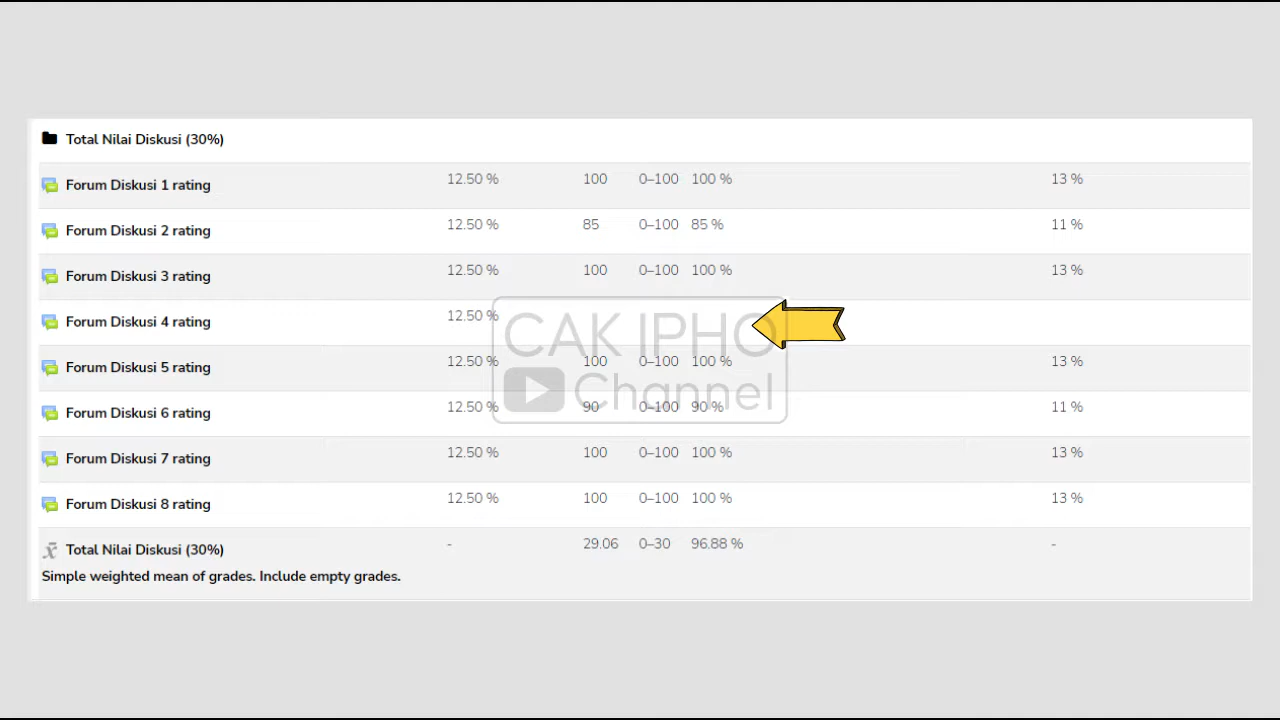 Total Nilai Diskusi (30%)
Forum Diskusi 1 rating 12.50 % 100 0–100 100 % 13 %
Forum Diskusi 2 rating 12.50 % 85 0–100 85 % 11 %
Forum Diskusi 3 rating 12.50 % 100 0–100 100 % 13 %
Forum Diskusi 4 rating 12.50 %
CAK IPHO
Forum Diskusi 5 rating 12.50 % 100 0–100 100 % 13 %
Channel
Forum Diskusi 6 rating 12.50 % 90 0–100 90 % 11 %
Forum Diskusi 7 rating 12.50 % 100 0–100 100 % 13 %
Forum Diskusi 8 rating 12.50 % 100 0–100 100 % 13 %
x̄ Total Nilai Diskusi (30%) - 29.06 0–30 96.88 % -
Simple weighted mean of grades. Include empty grades.